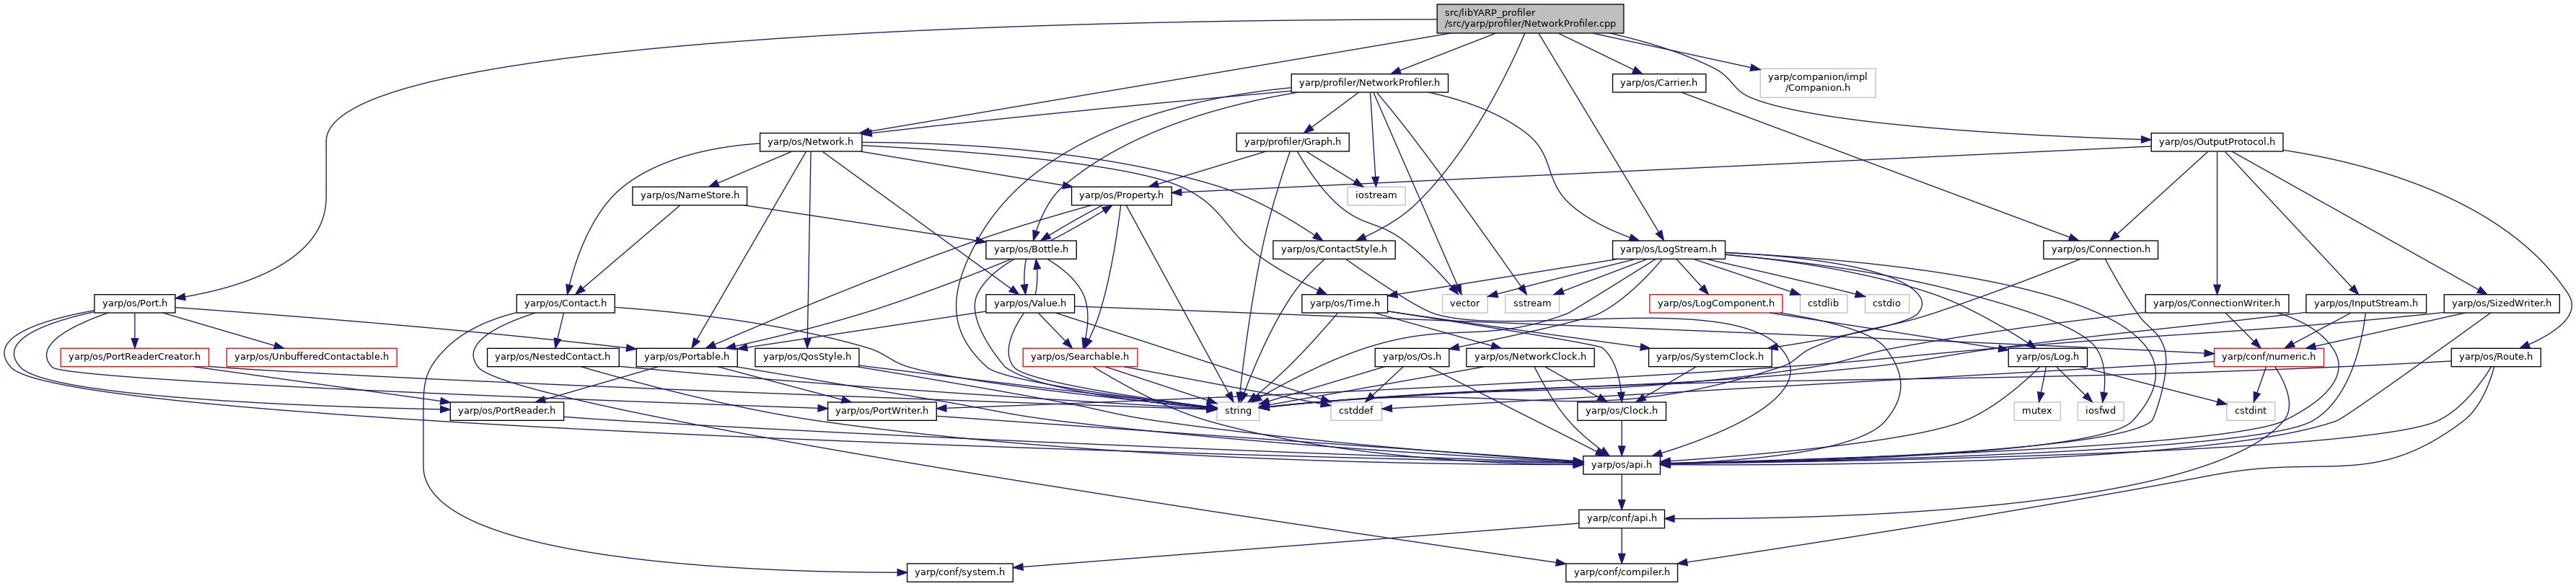 src/libYARP_profiler
/src/yarp/profiler/NetworkProfiler.cpp
yarp/profiler/NetworkProfiler.h
yarp/os/Carrier.h
yarp/companion/impl
/Companion.h
yarp/os/Network.h
yarp/profiler/Graph.h
yarp/os/OutputProtocol.h
yarp/os/NameStore.h
yarp/os/Property.h
iostream
yarp/os/Bottle.h
yarp/os/ContactStyle.h
yarp/os/LogStream.h
yarp/os/Connection.h
yarp/os/Port.h
yarp/os/Contact.h
yarp/os/Value.h
yarp/os/Time.h
vector
sstream
yarp/os/LogComponent.h
cstdlib
cstdio
yarp/os/ConnectionWriter.h
yarp/os/InputStream.h
yarp/os/SizedWriter.h
yarp/os/PortReaderCreator.h
yarp/os/UnbufferedContactable.h
yarp/os/NestedContact.h
yarp/os/Portable.h
yarp/os/QosStyle.h
yarp/os/Searchable.h
yarp/os/Os.h
yarp/os/NetworkClock.h
yarp/os/SystemClock.h
yarp/os/Log.h
yarp/conf/numeric.h
yarp/os/Route.h
yarp/os/PortReader.h
yarp/os/PortWriter.h
string
cstddef
yarp/os/Clock.h
mutex
iosfwd
cstdint
yarp/os/api.h
yarp/conf/api.h
yarp/conf/system.h
yarp/conf/compiler.h